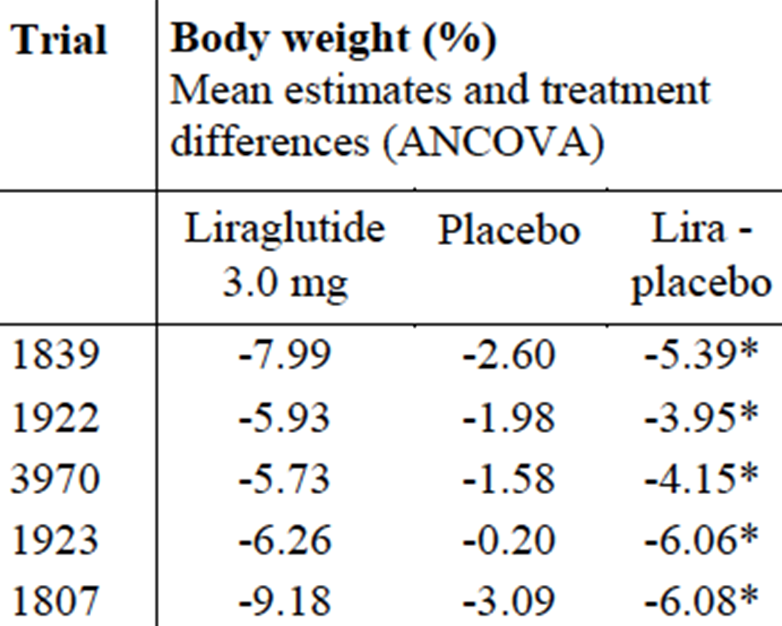 Trial Body weight (%)
Mean estimates and treatment
differences (ANCOVA)
Liraglutide Placebo Lira -
3.0 mg placebo
1839 -7.99 -2.60 -5.39*
1922 -5.93 -1.98 -3.95*
3970 -5.73 -1.58 -4.15*
1923 -6.26 -0.20 -6.06*
1807 -9.18 -3.09 -6.08*